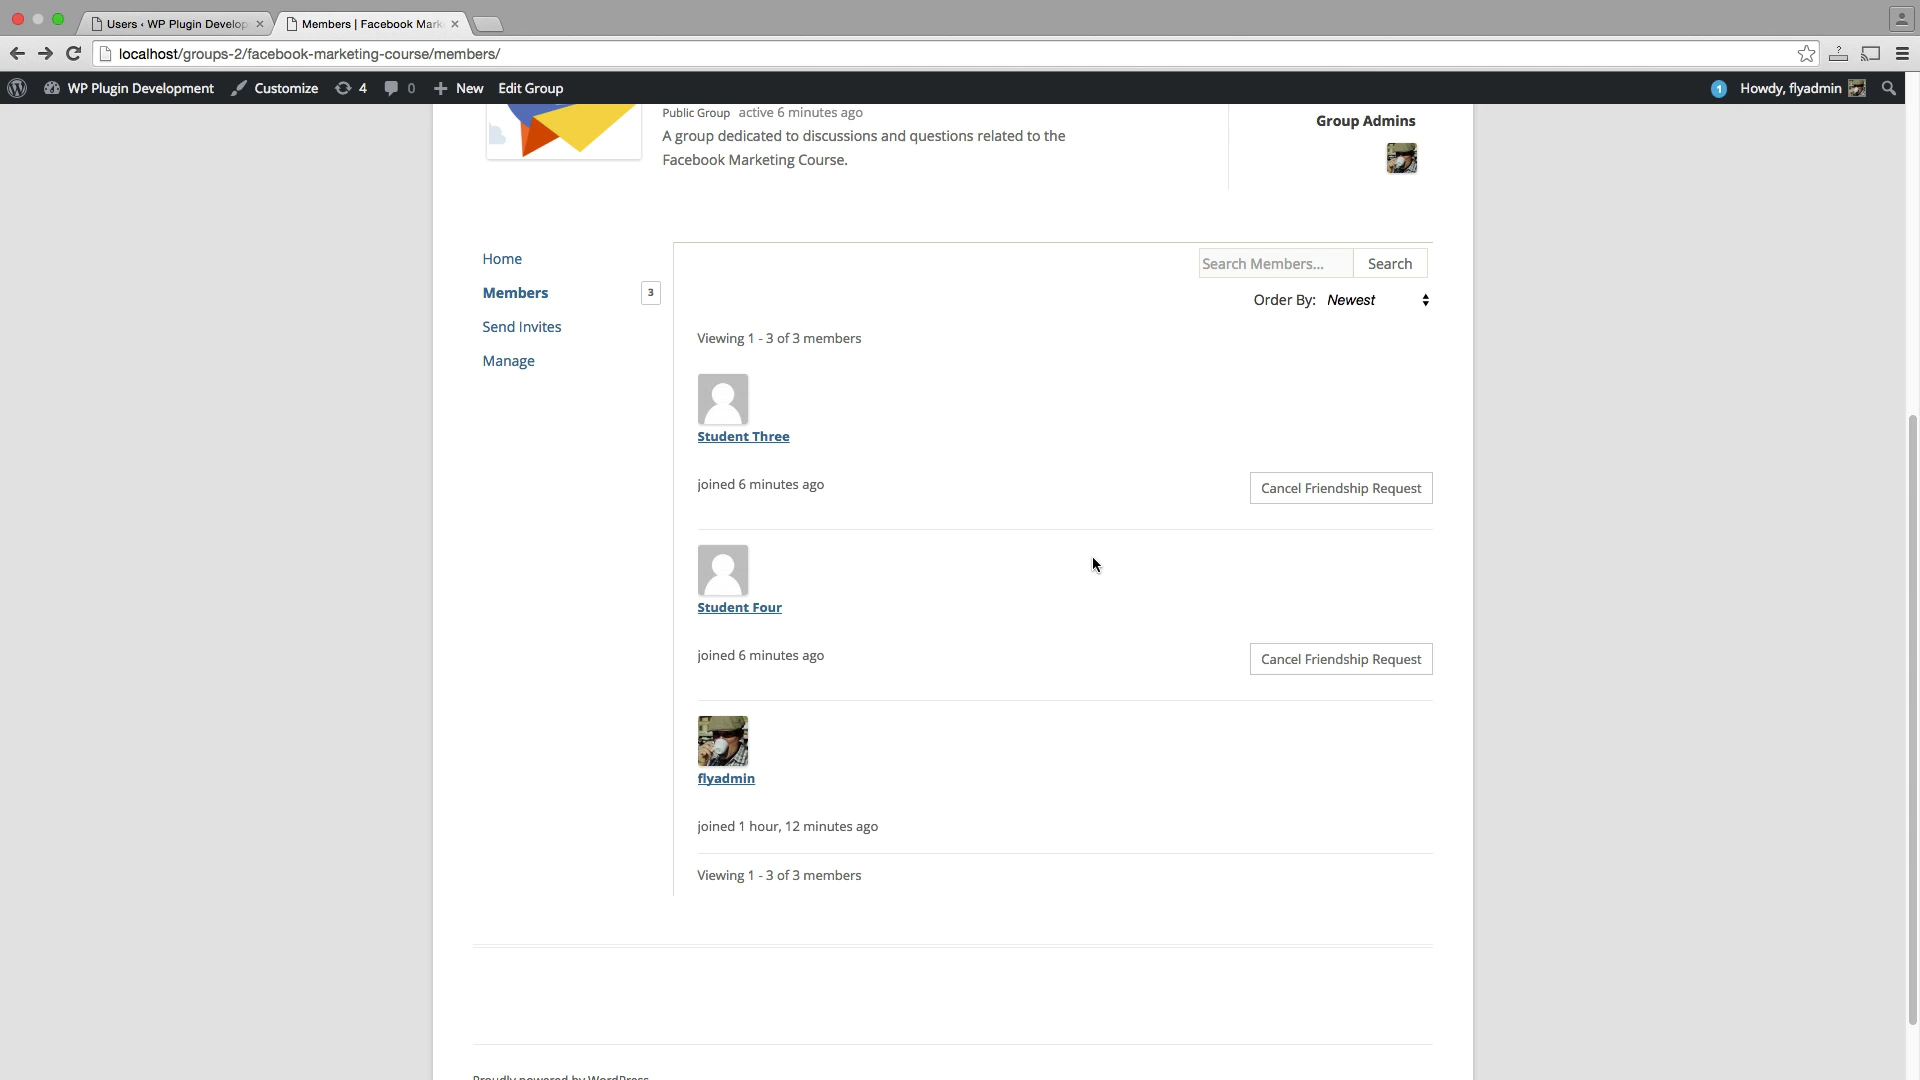 Users ‹ WP Plugin Develop
Members | Facebook Mark
localhost/groups-2/facebook-marketing-course/members/
WP Plugin Development
Customize
4
0
New
Edit Group
1
Howdy, flyadmin
Public Group active 6 minutes ago
A group dedicated to discussions and questions related to the
Facebook Marketing Course.
Group Admins
Home
Members 3
Send Invites
Manage
Search Members...
Search
Order By: Newest
Viewing 1 - 3 of 3 members
Student Three
joined 6 minutes ago
Cancel Friendship Request
Student Four
joined 6 minutes ago
Cancel Friendship Request
flyadmin
joined 1 hour, 12 minutes ago
Viewing 1 - 3 of 3 members
Proudly powered by WordPress